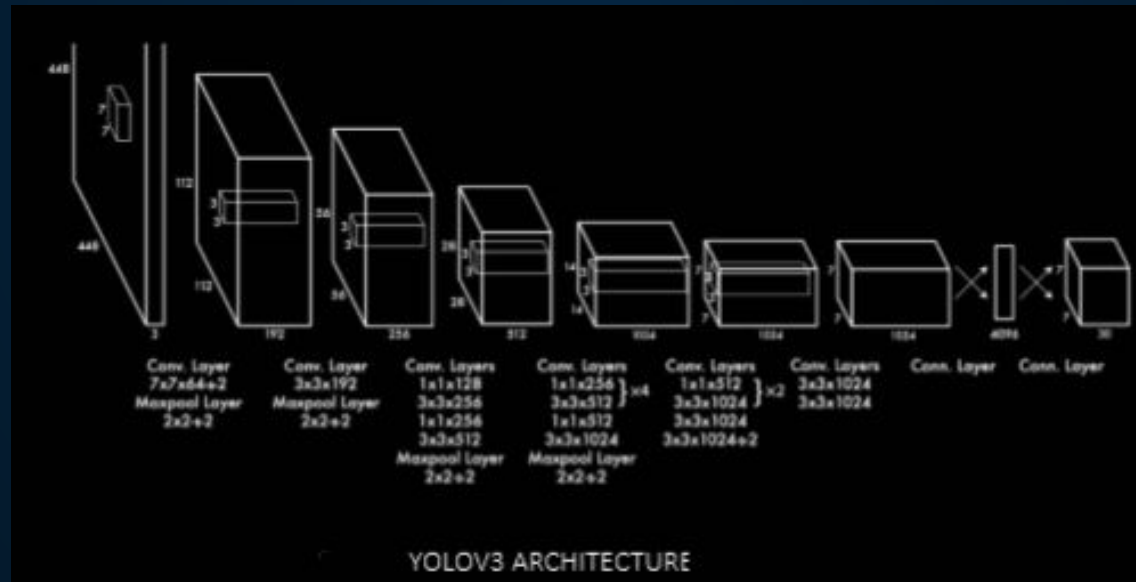 448
7
7
448
3
112
3
3
112
192
56
3
3
56
256
28
3
3
28
512
14
3
3
14
1024
7
3
3
7
1024
7
7
1024
4096
7
7
30
Conv. Layer
7x7x64÷2
Maxpool Layer
2x2÷2
Conv. Layer
3x3x192
Maxpool Layer
2x2÷2
Conv. Layers
1x1x128
3x3x256
1x1x256
3x3x512
Maxpool Layer
2x2÷2
Conv. Layers
1x1x256
3x3x512 }x4
1x1x512
3x3x1024
Maxpool Layer
2x2÷2
Conv. Layers
1x1x512
3x3x1024 }x2
3x3x1024
3x3x1024÷2
Conv. Layers
3x3x1024
3x3x1024
Conn. Layer
Conn. Layer
YOLOV3 ARCHITECTURE